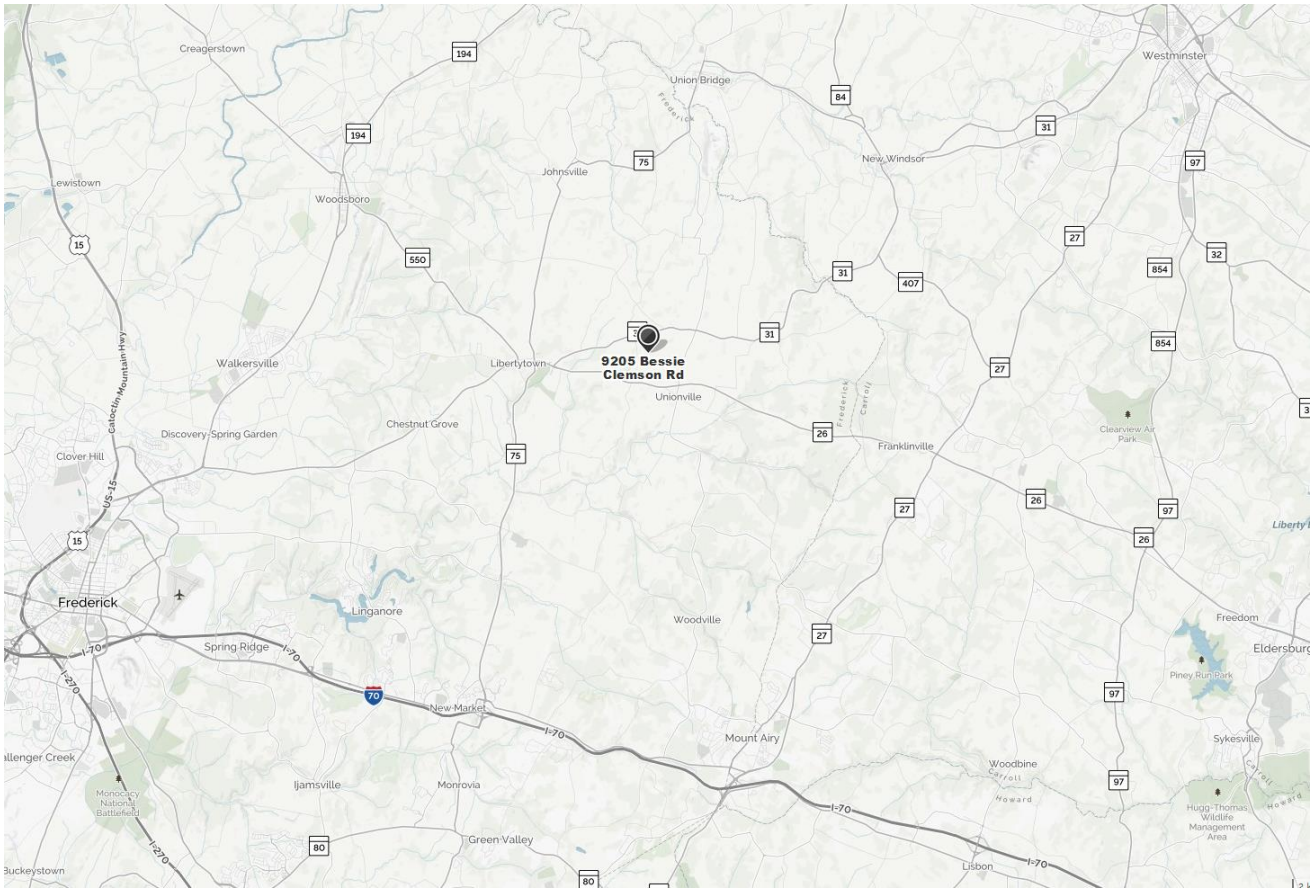 194
Creagerstown
Westminster
Union Bridge
Frederick
84
31
194
75
New Windsor
97
Johnsville
Lewistown
Woodsboro
27
15
550
32
854
31
407
Catoctin Mountain Hwy
31
854
Walkersville
Libertytown
9205 Bessie
Clemson Rd
27
Unionville
Frederick
Carroll
Clearview Air
Park
Chestnut Grove
Discovery-Spring Garden
26
Franklinville
Clover Hill
75
US-15
26
27
97
Liberty
15
26
Frederick
Linganore
Woodville
Freedom
27
Spring Ridge
Eldersburg
I-70
I-70
Piney Run Park
I-270
70
97
New Market
I-70
Mount Airy
Sykesville
allenger Creek
Woodbine
Carroll
Carroll
Ijamsville
Monrovia
97
Monocacy
National
Battlefield
Howard
Howard
Hugg-Thomas
Wildlife
Management
Area
I-70
Green Valley
80
I-270
I-70
Lisbon
Buckeystown
80